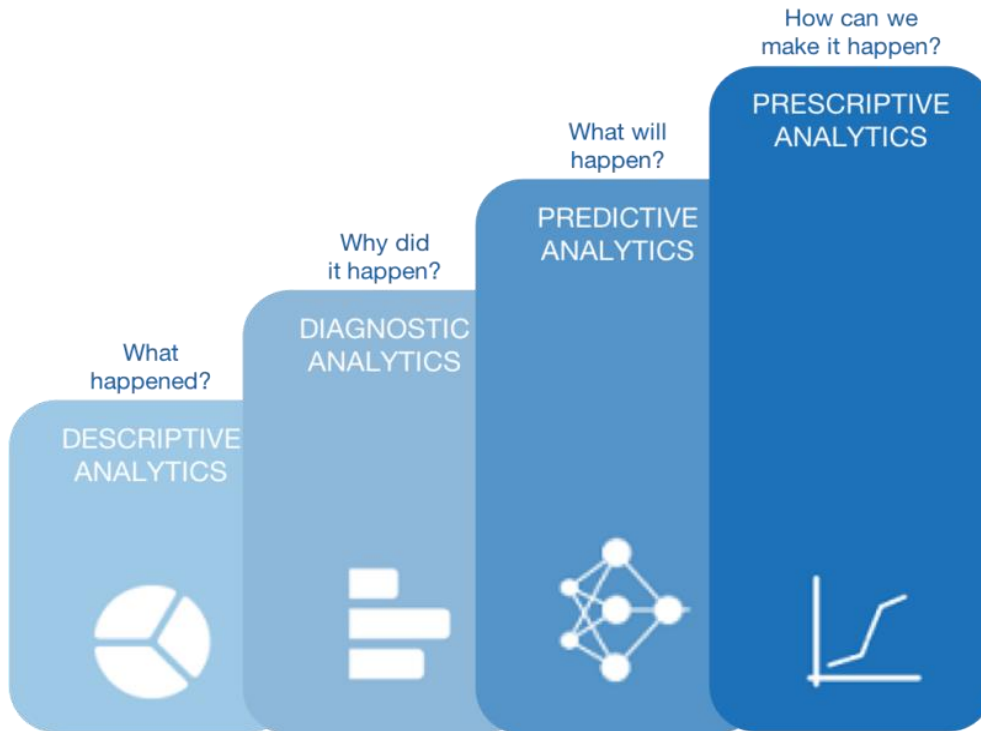 What
happened?
DESCRIPTIVE
ANALYTICS
Why did
it happen?
DIAGNOSTIC
ANALYTICS
What will
happen?
PREDICTIVE
ANALYTICS
How can we
make it happen?
PRESCRIPTIVE
ANALYTICS